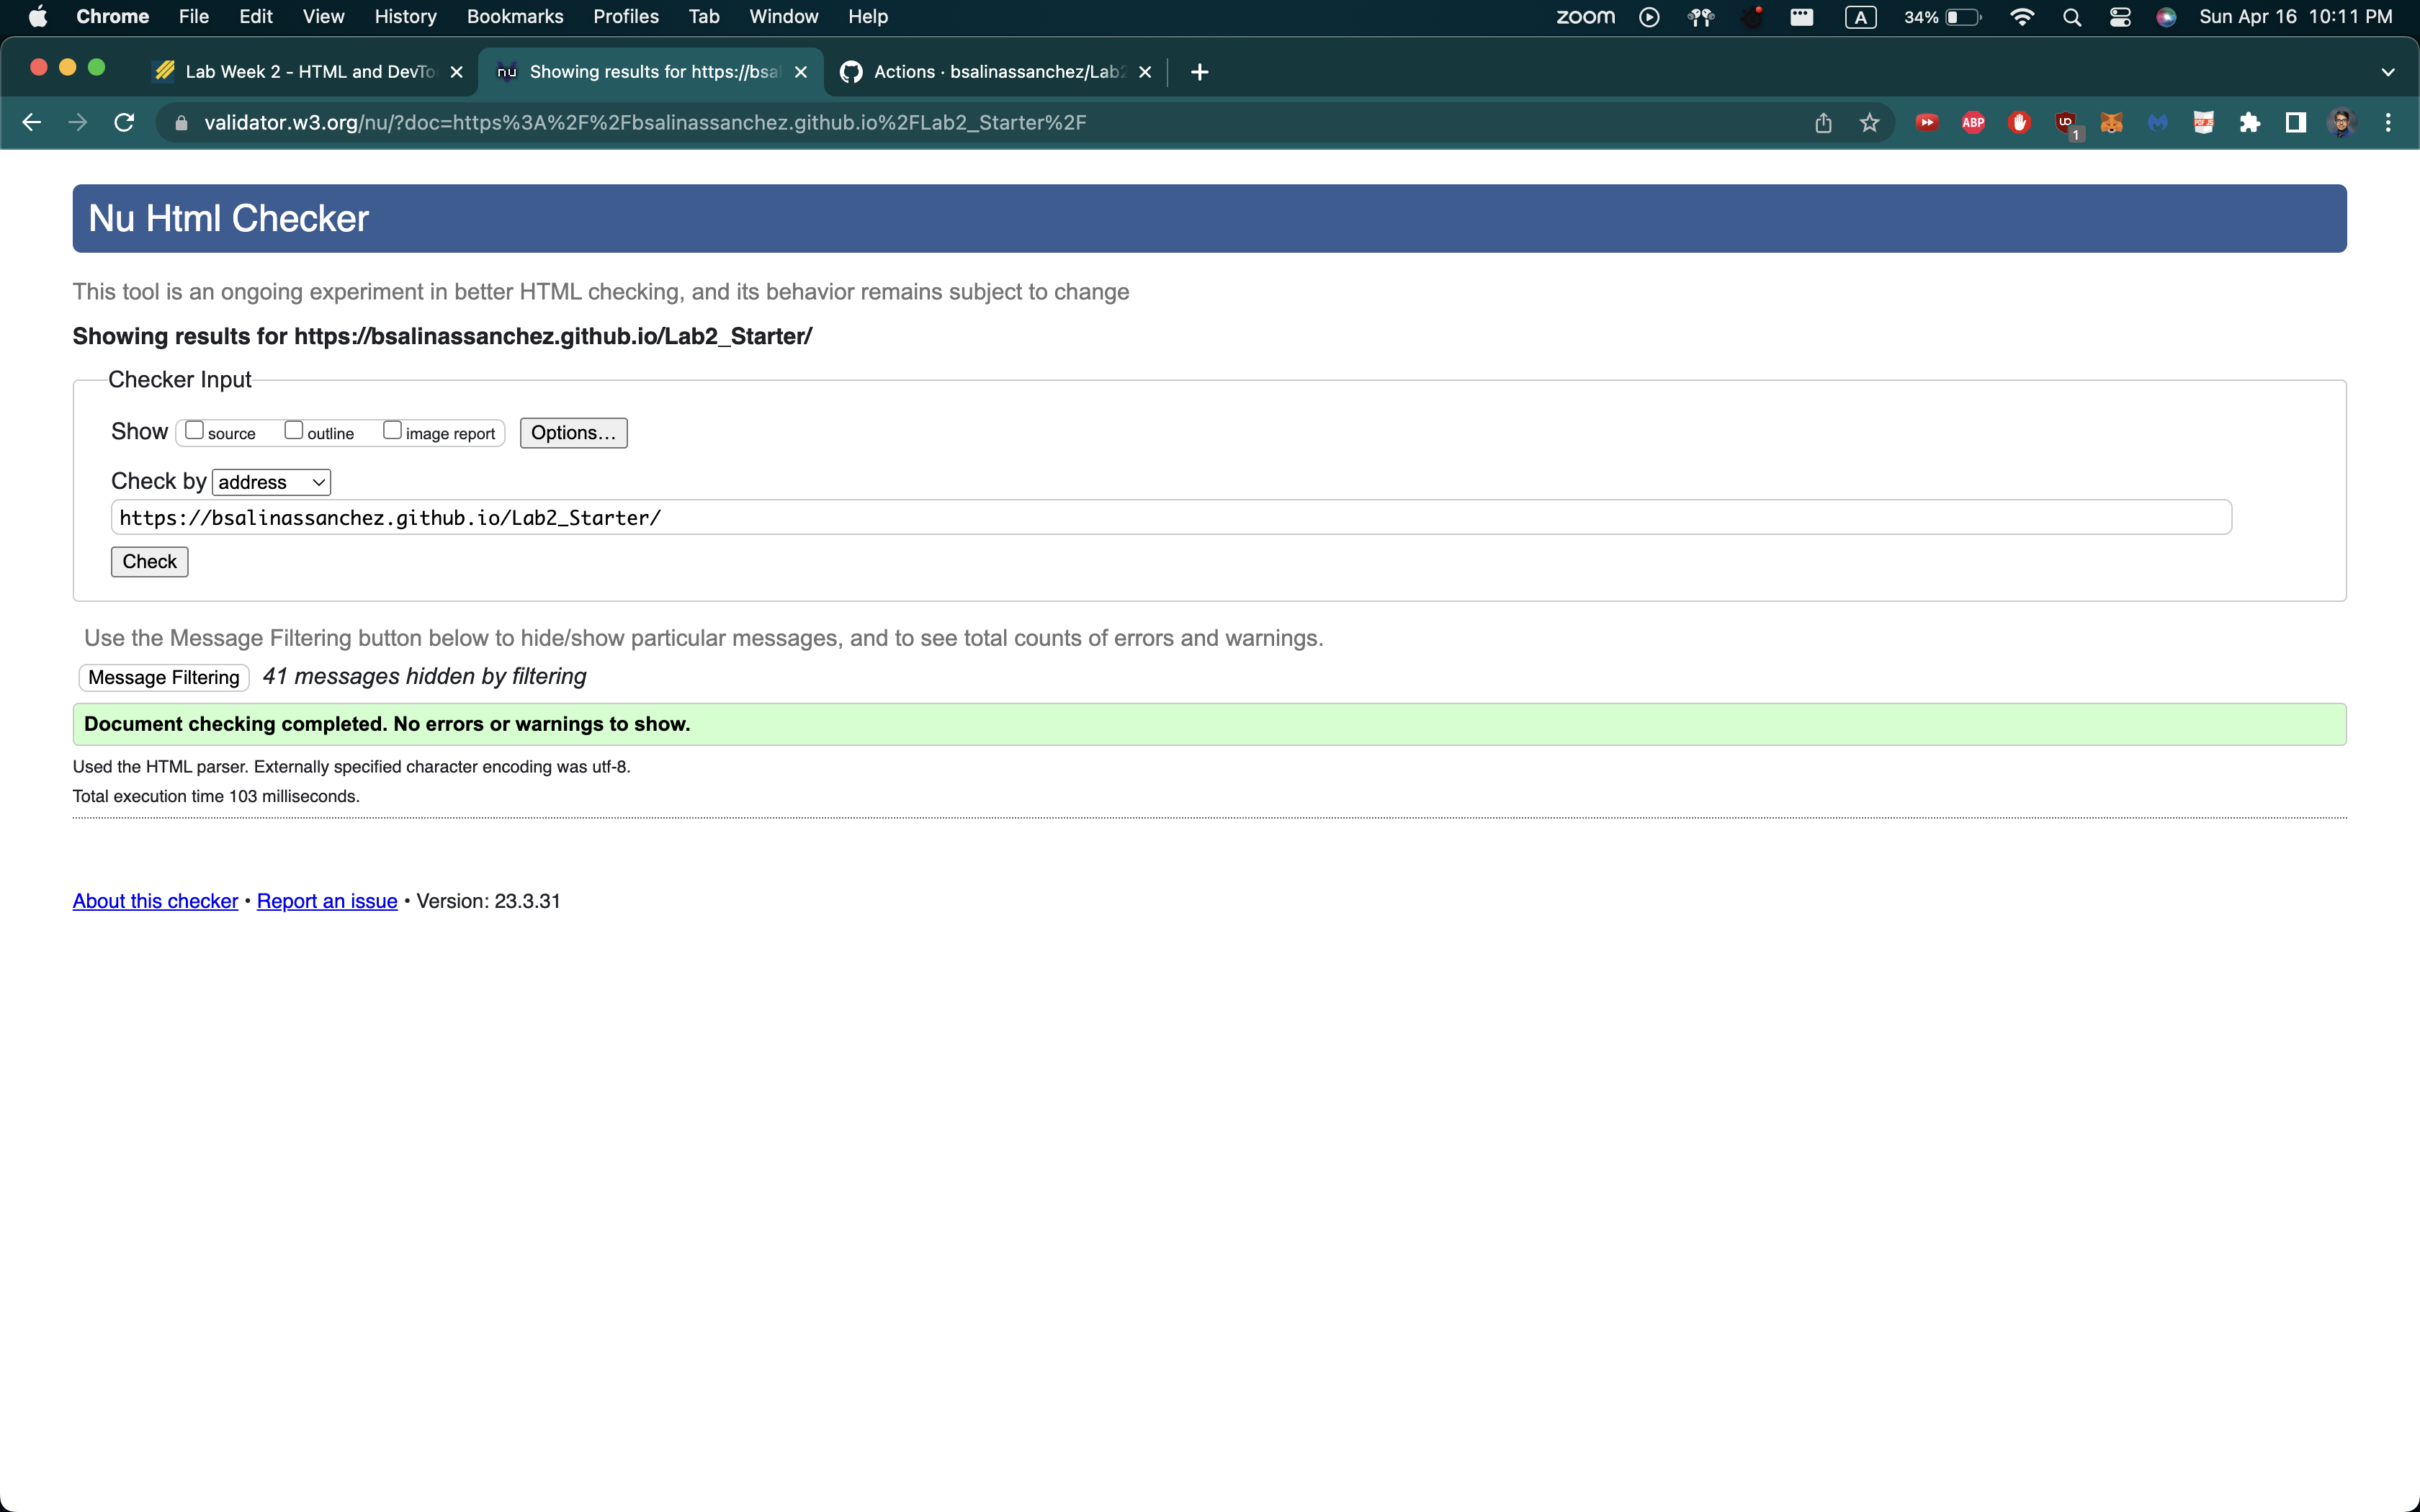 Chrome File Edit View History Bookmarks Profiles Tab Window Help zoom A 34% Sun Apr 16 10:11 PM
Lab Week 2 - HTML and DevTo nu Showing results for https://bsa Actions · bsalinassanchez/Lab2
validator.w3.org/nu/?doc=https%3A%2F%2Fbsalinassanchez.github.io%2FLab2_Starter%2F ABP 1
Nu Html Checker
This tool is an ongoing experiment in better HTML checking, and its behavior remains subject to change
Showing results for https://bsalinassanchez.github.io/Lab2_Starter/
Checker Input
Show source outline image report Options...
Check by address
https://bsalinassanchez.github.io/Lab2_Starter/
Check
Use the Message Filtering button below to hide/show particular messages, and to see total counts of errors and warnings.
Message Filtering 41 messages hidden by filtering
Document checking completed. No errors or warnings to show.
Used the HTML parser. Externally specified character encoding was utf-8.
Total execution time 103 milliseconds.
About this checker • Report an issue • Version: 23.3.31